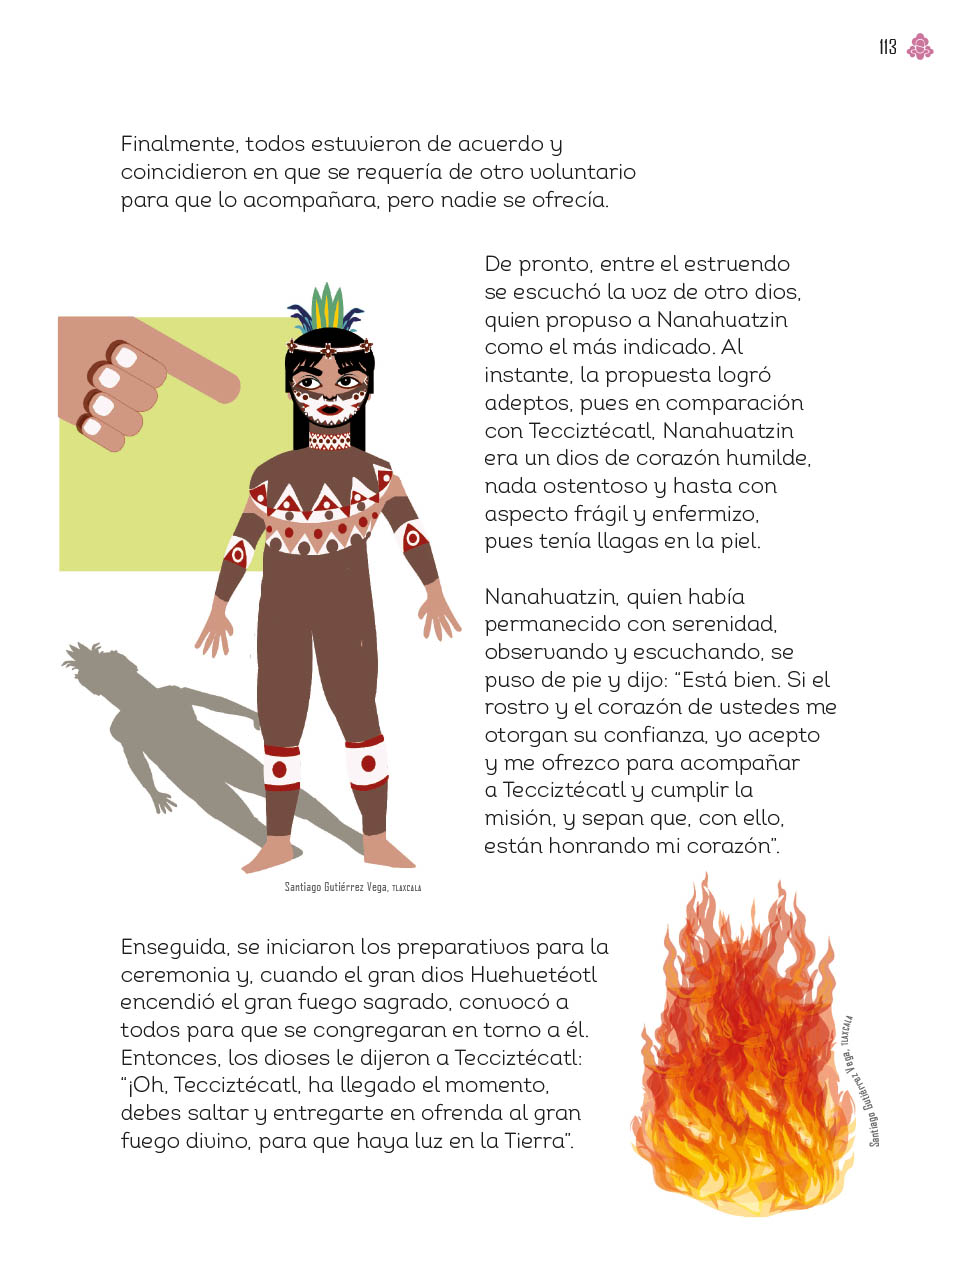 113
Finalmente, todos estuvieron de acuerdo y
coincidieron en que se requería de otro voluntario
para que lo acompañara, pero nadie se ofrecía.
De pronto, entre el estruendo
se escuchó la voz de otro dios,
quien propuso a Nanahuatzin
como el más indicado. Al
instante, la propuesta logró
adeptos, pues en comparación
con Tecciztécatl, Nanahuatzin
era un dios de corazón humilde,
nada ostentoso y hasta con
aspecto frágil y enfermizo,
pues tenía llagas en la piel.
Nanahuatzin, quien había
permanecido con serenidad,
observando y escuchando, se
puso de pie y dijo: “Está bien. Si el
rostro y el corazón de ustedes me
otorgan su confianza, yo acepto
y me ofrezco para acompañar
a Tecciztécatl y cumplir la
misión, y sepan que, con ello,
están honrando mi corazón”.
Santiago Gutiérrez Vega, TLAXCALA
Enseguida, se iniciaron los preparativos para la
ceremonia y, cuando el gran dios Huehuetéotl
encendió el gran fuego sagrado, convocó a
todos para que se congregaran en torno a él.
Entonces, los dioses le dijeron a Tecciztécatl:
“¡Oh, Tecciztécatl, ha llegado el momento,
debes saltar y entregarte en ofrenda al gran
fuego divino, para que haya luz en la Tierra”.
Santiago Gutiérrez Vega, TLAXCALA